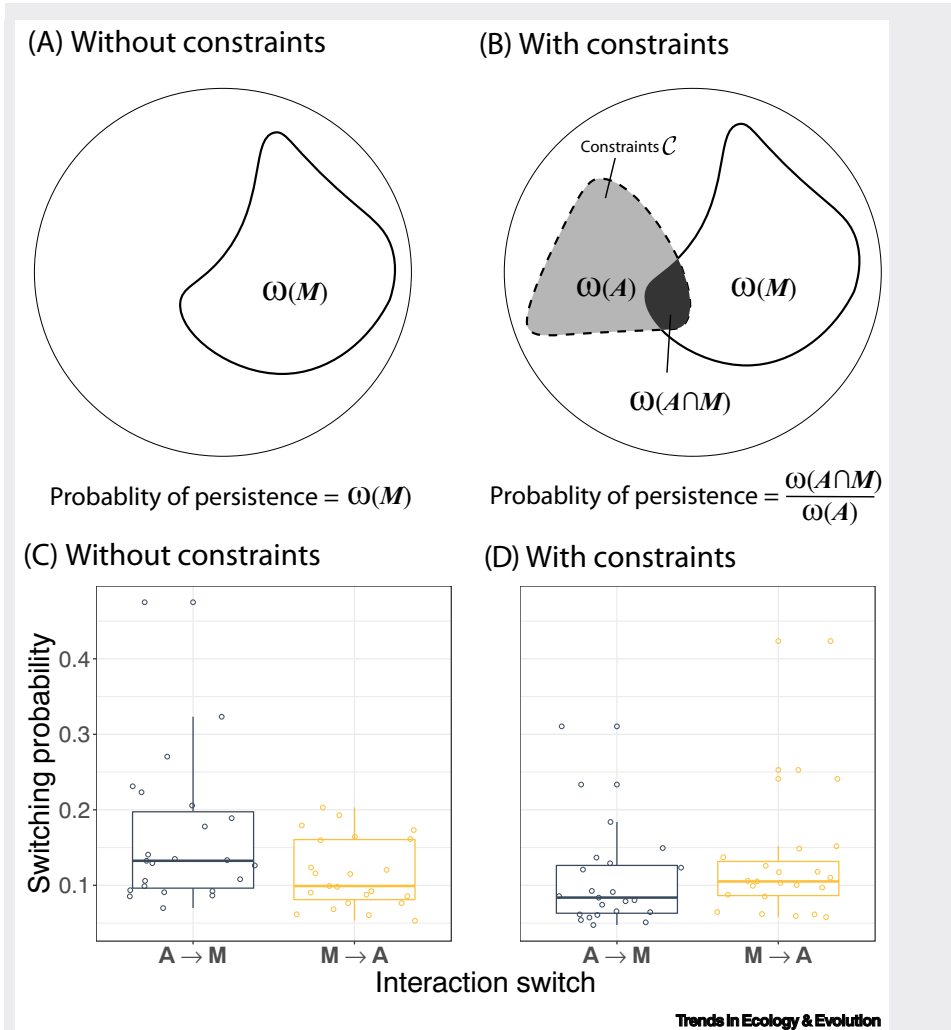 (A) Without constraints
ω(M)
Probablity of persistence = ω(M)
(B) With constraints
Constraints C
ω(A)
ω(M)
ω(A∩M)
Probablity of persistence = ω(A∩M)
ω(A)
(C) Without constraints
Switching probability
0.4
0.3
0.2
0.1
A → M
M → A
(D) With constraints
A → M
M → A
Interaction switch
Trends in Ecology & Evolution